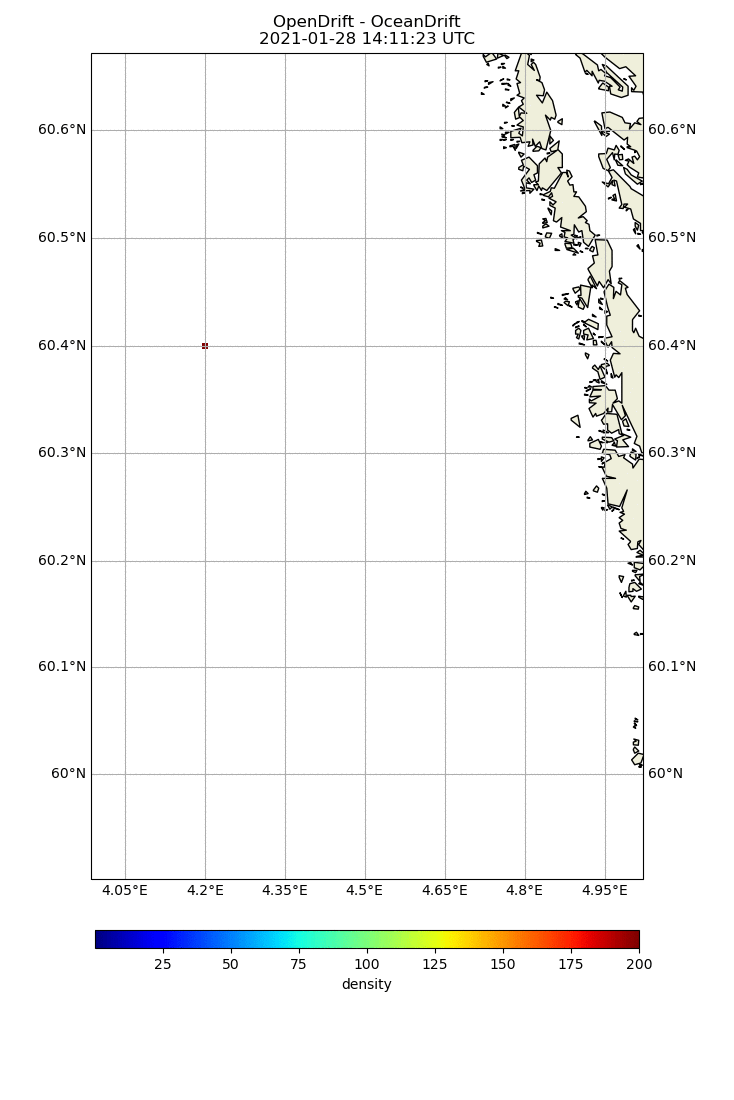 OpenDrift - OceanDrift
2021-01-28 14:11:23 UTC
60.6°N 60.6°N
60.5°N 60.5°N
60.4°N 60.4°N
60.3°N 60.3°N
60.2°N 60.2°N
60.1°N 60.1°N
60°N 60°N
4.05°E 4.2°E 4.35°E 4.5°E 4.65°E 4.8°E 4.95°E
25 50 75 100 125 150 175 200
density